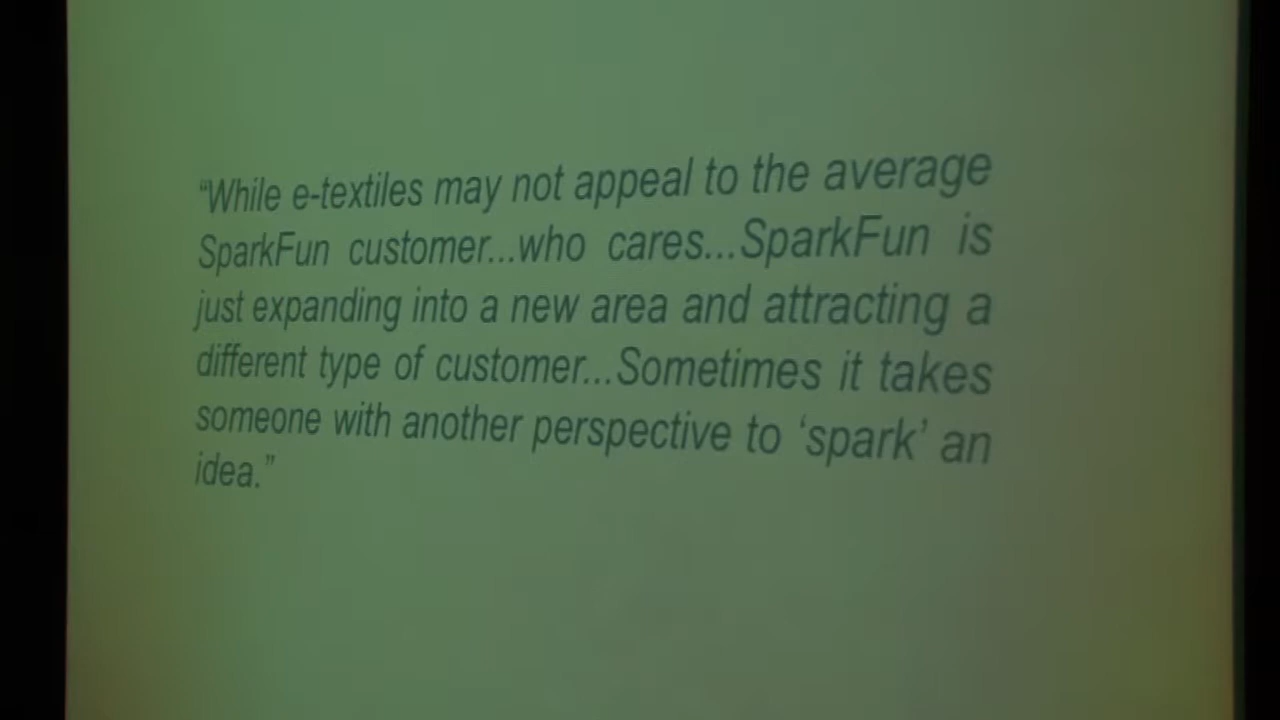 “While e-textiles may not appeal to the average
SparkFun customer...who cares...SparkFun is
just expanding into a new area and attracting a
different type of customer...Sometimes it takes
someone with another perspective to ‘spark’ an
idea.”